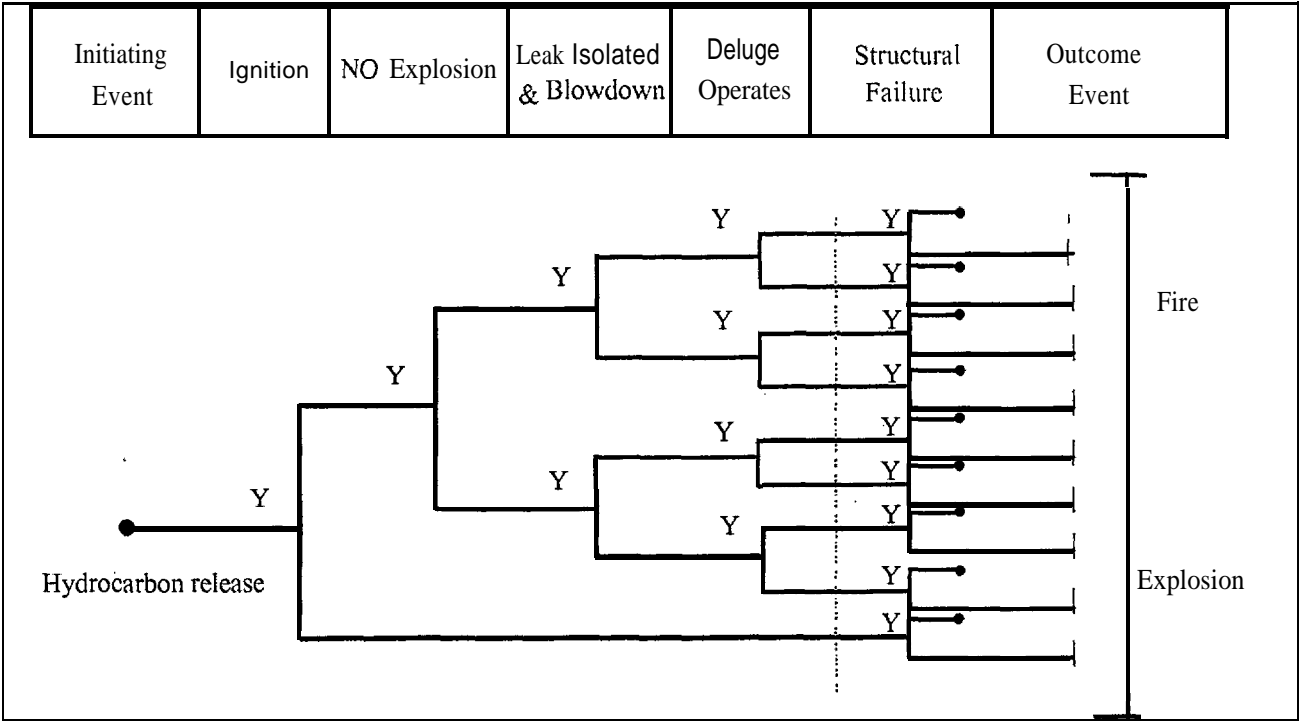 Initiating
Event
Ignition
NO Explosion
Leak Isolated
& Blowdown
Deluge
Operates
Structural
Failure
Outcome
Event
Y
Y
Y
Y
Y
Fire
Y
Y
Y
Y
Y
Y
Y
Y
Y
Y
Y
Y
Hydrocarbon release
Y
Explosion
Y